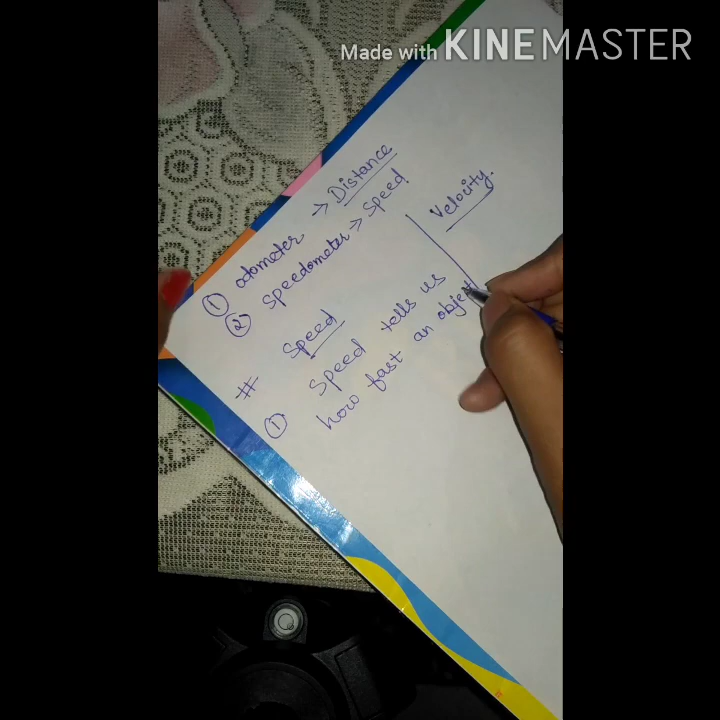 Made with KINEMASTER
① odometer → Distance
② speedometer → Speed
# Speed
Velocity.
① Speed tells us
how fast an object